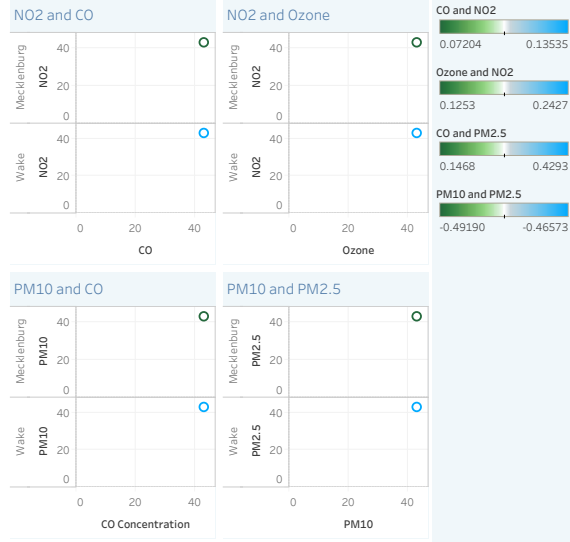 NO2 and CO
Mecklenburg
NO2
40
20
0
Wake
NO2
40
20
0
0 20 40
CO
NO2 and Ozone
Mecklenburg
NO2
40
20
0
Wake
NO2
40
20
0
0 20 40
Ozone
CO and NO2
0.07204 0.13535
Ozone and NO2
0.1253 0.2427
CO and PM2.5
0.1468 0.4293
PM10 and PM2.5
-0.49190 -0.46573
PM10 and CO
Mecklenburg
PM10
40
20
0
Wake
PM10
40
20
0
0 20 40
CO Concentration
PM10 and PM2.5
Mecklenburg
PM2.5
40
20
0
Wake
PM2.5
40
20
0
0 20 40
PM10